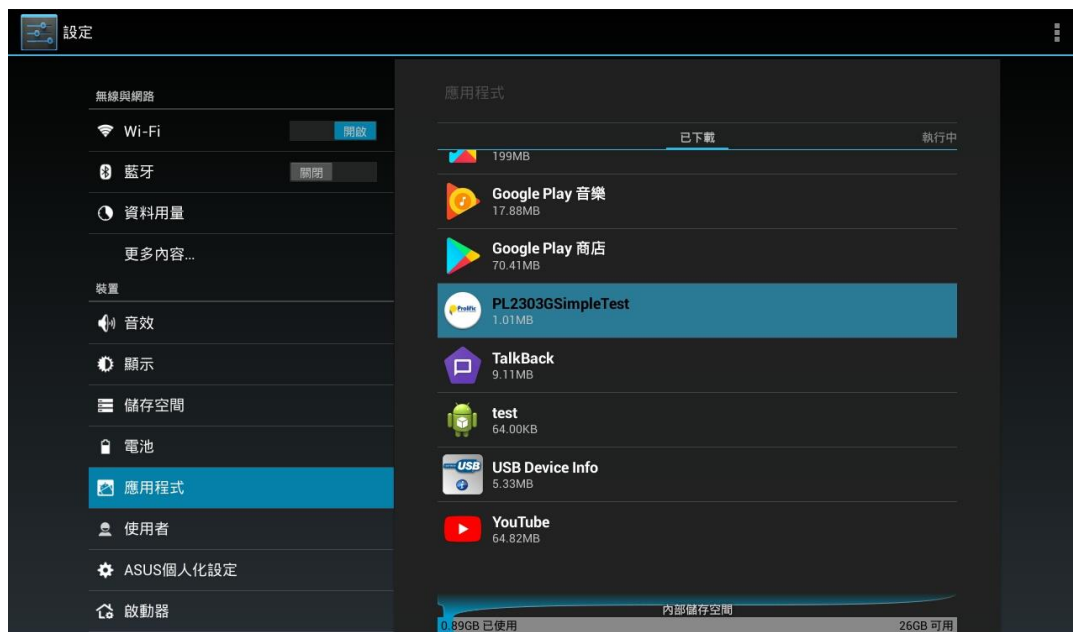 設定
無線與網路
Wi-Fi
開啟
藍牙
關閉
資料用量
更多內容...
裝置
音效
顯示
儲存空間
電池
應用程式
使用者
ASUS個人化設定
啟動器
應用程式
已下載
執行中
199MB
Google Play 音樂
17.88MB
Google Play 商店
70.41MB
Prolific
PL2303GSimpleTest
1.01MB
TalkBack
9.11MB
test
64.00KB
USB
USB Device Info
5.33MB
YouTube
64.82MB
內部儲存空間
0.89GB 已使用
26GB 可用